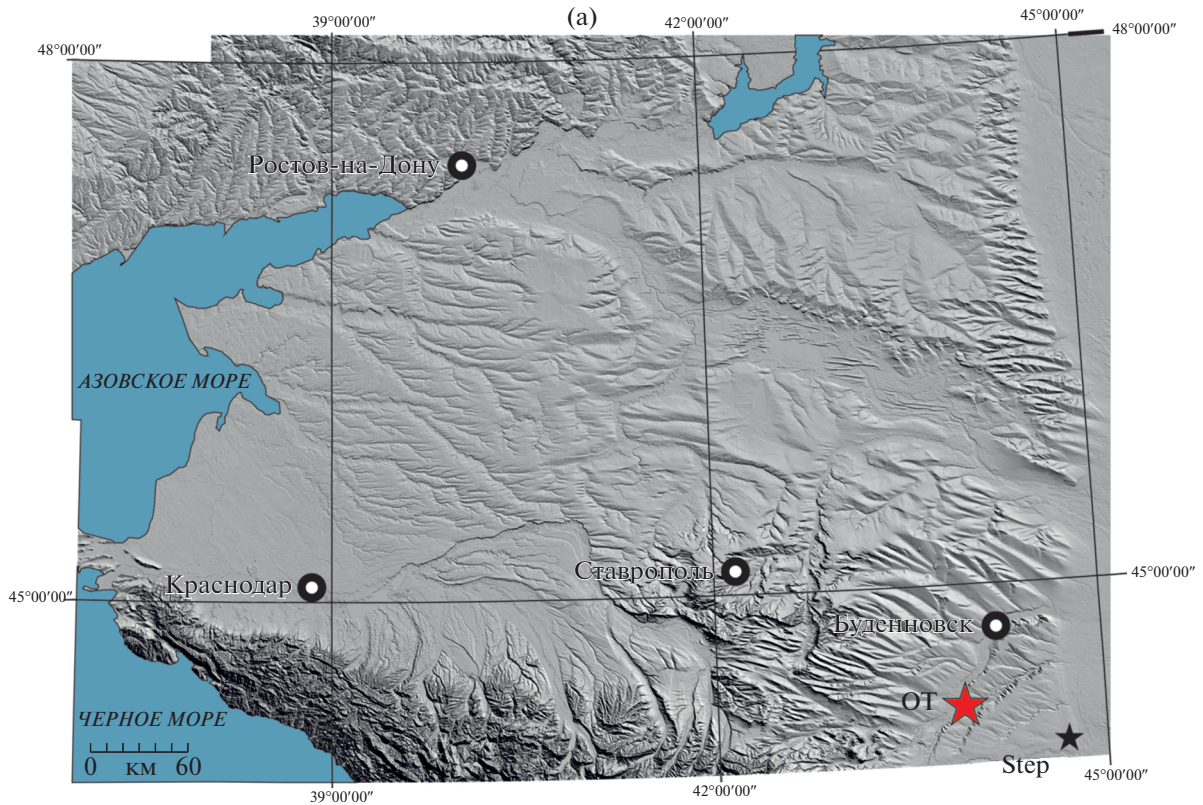 (a)
39°00′00″
42°00′00″
45°00′00″
48°00′00″
48°00′00″
Ростов-на-Дону
АЗОВСКОЕ МОРЕ
Краснодар
Ставрополь
45°00′00″
45°00′00″
Буденновск
ОТ
ЧЕРНОЕ МОРЕ
0 км 60
Step
39°00′00″
42°00′00″
45°00′00″